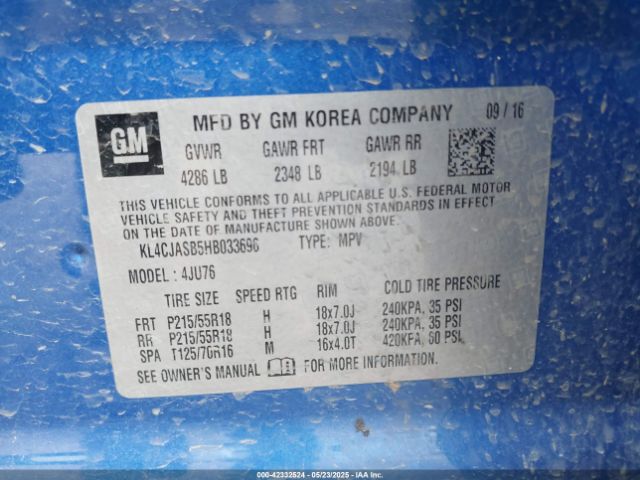 GM MFD BY GM KOREA COMPANY 09 / 16
GVWR GAWR FRT GAWR RR
4286 LB 2348 LB 2194 LB
THIS VEHICLE CONFORMS TO ALL APPLICABLE U.S. FEDERAL MOTOR
VEHICLE SAFETY AND THEFT PREVENTION STANDARDS IN EFFECT
ON THE DATE OF MANUFACTURE SHOWN ABOVE.
KL4CJASB5HB033696 TYPE: MPV
MODEL : 4JU76
TIRE SIZE SPEED RTG RIM COLD TIRE PRESSURE
FRT P215/55R18 H 18x7.0J 240KPA, 35 PSI
RR P215/55R18 H 18x7.0J 240KPA, 35 PSI
SPA T125/70R16 M 16x4.0T 420KPA, 60 PSI
SEE OWNER'S MANUAL FOR MORE INFORMATION.
000-42332524 - 05/23/2025 - IAAI, Inc.